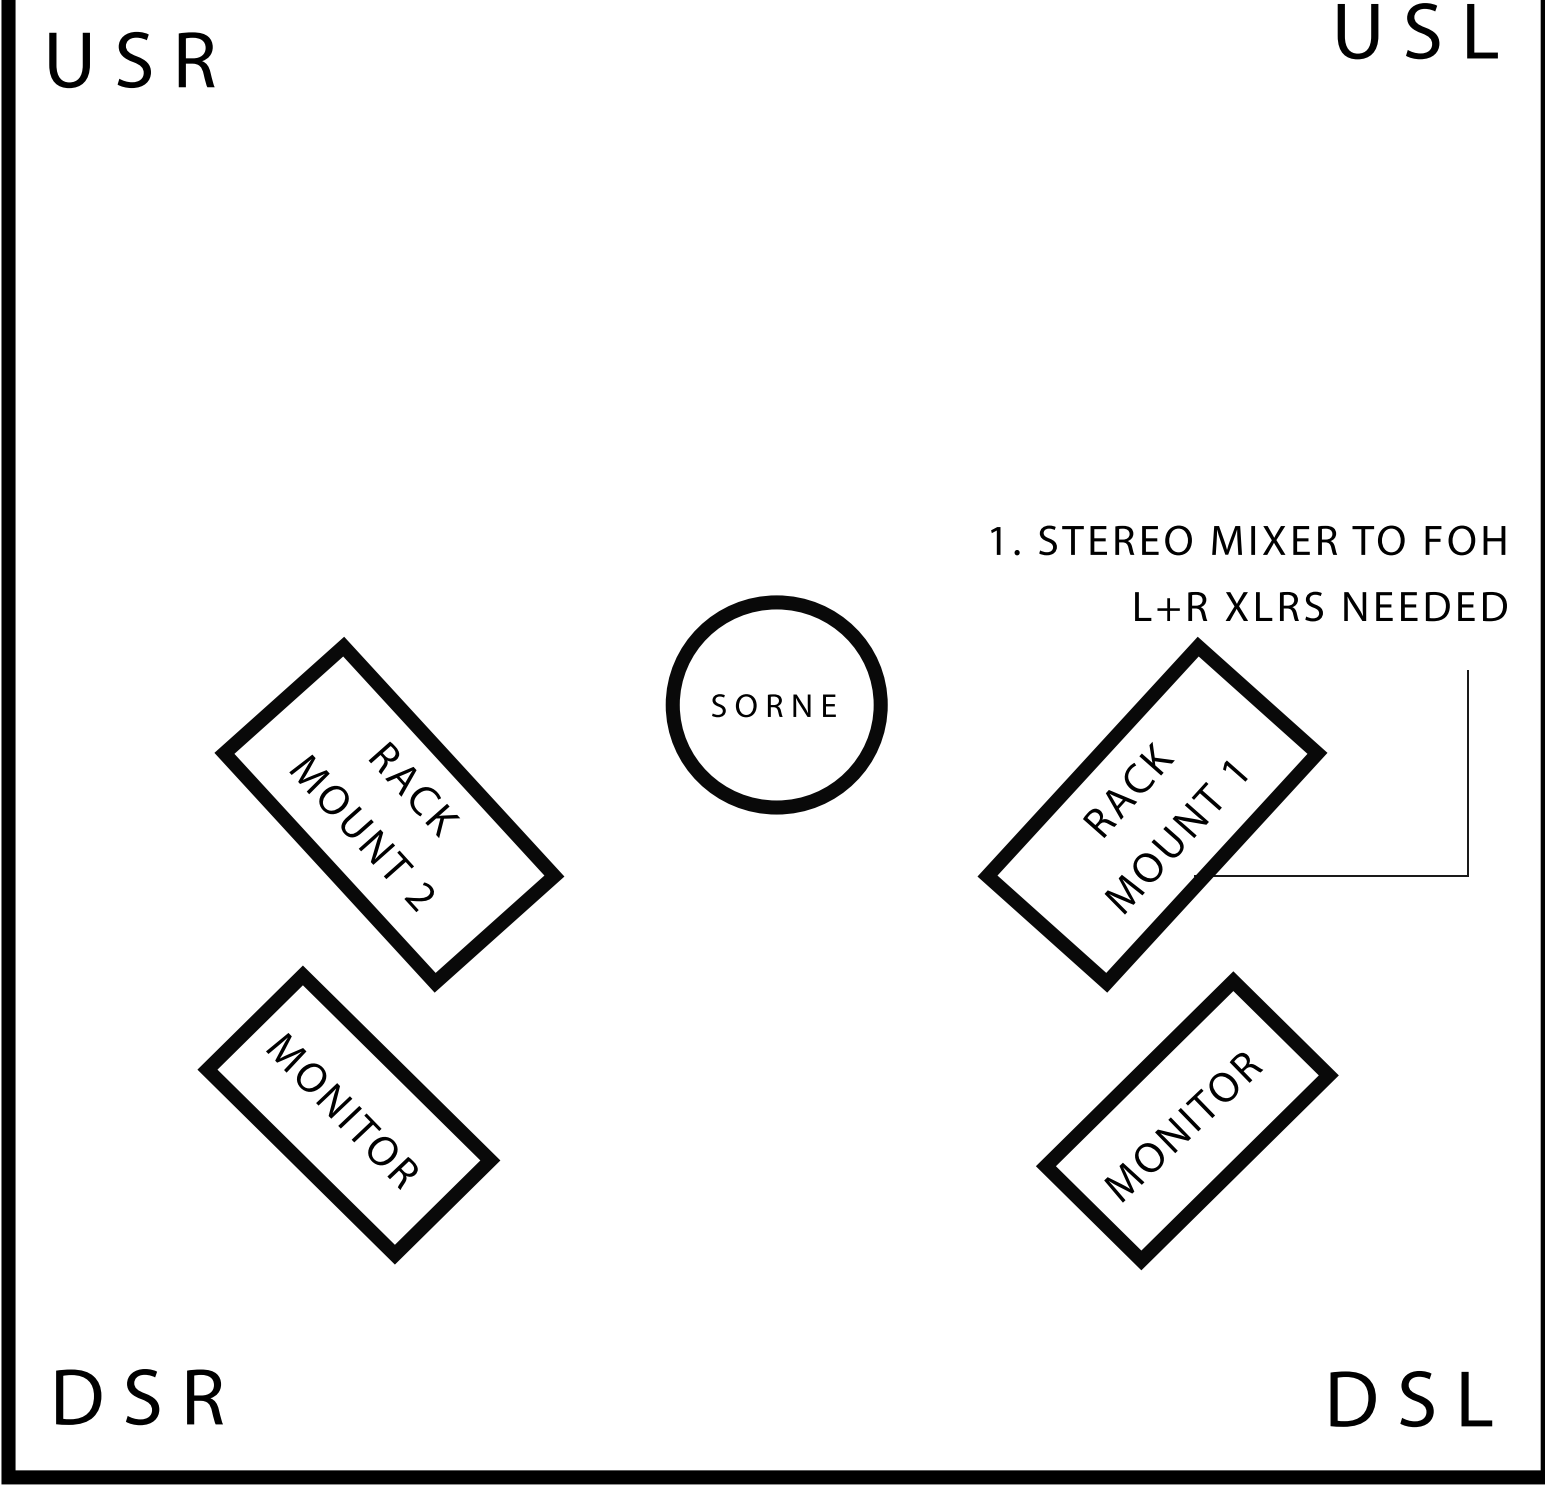 USR
USL
1. STEREO MIXER TO FOH
L+R XLRS NEEDED
SORNE
RACK
MOUNT 2
RACK
MOUNT 1
MONITOR
MONITOR
DSR
DSL